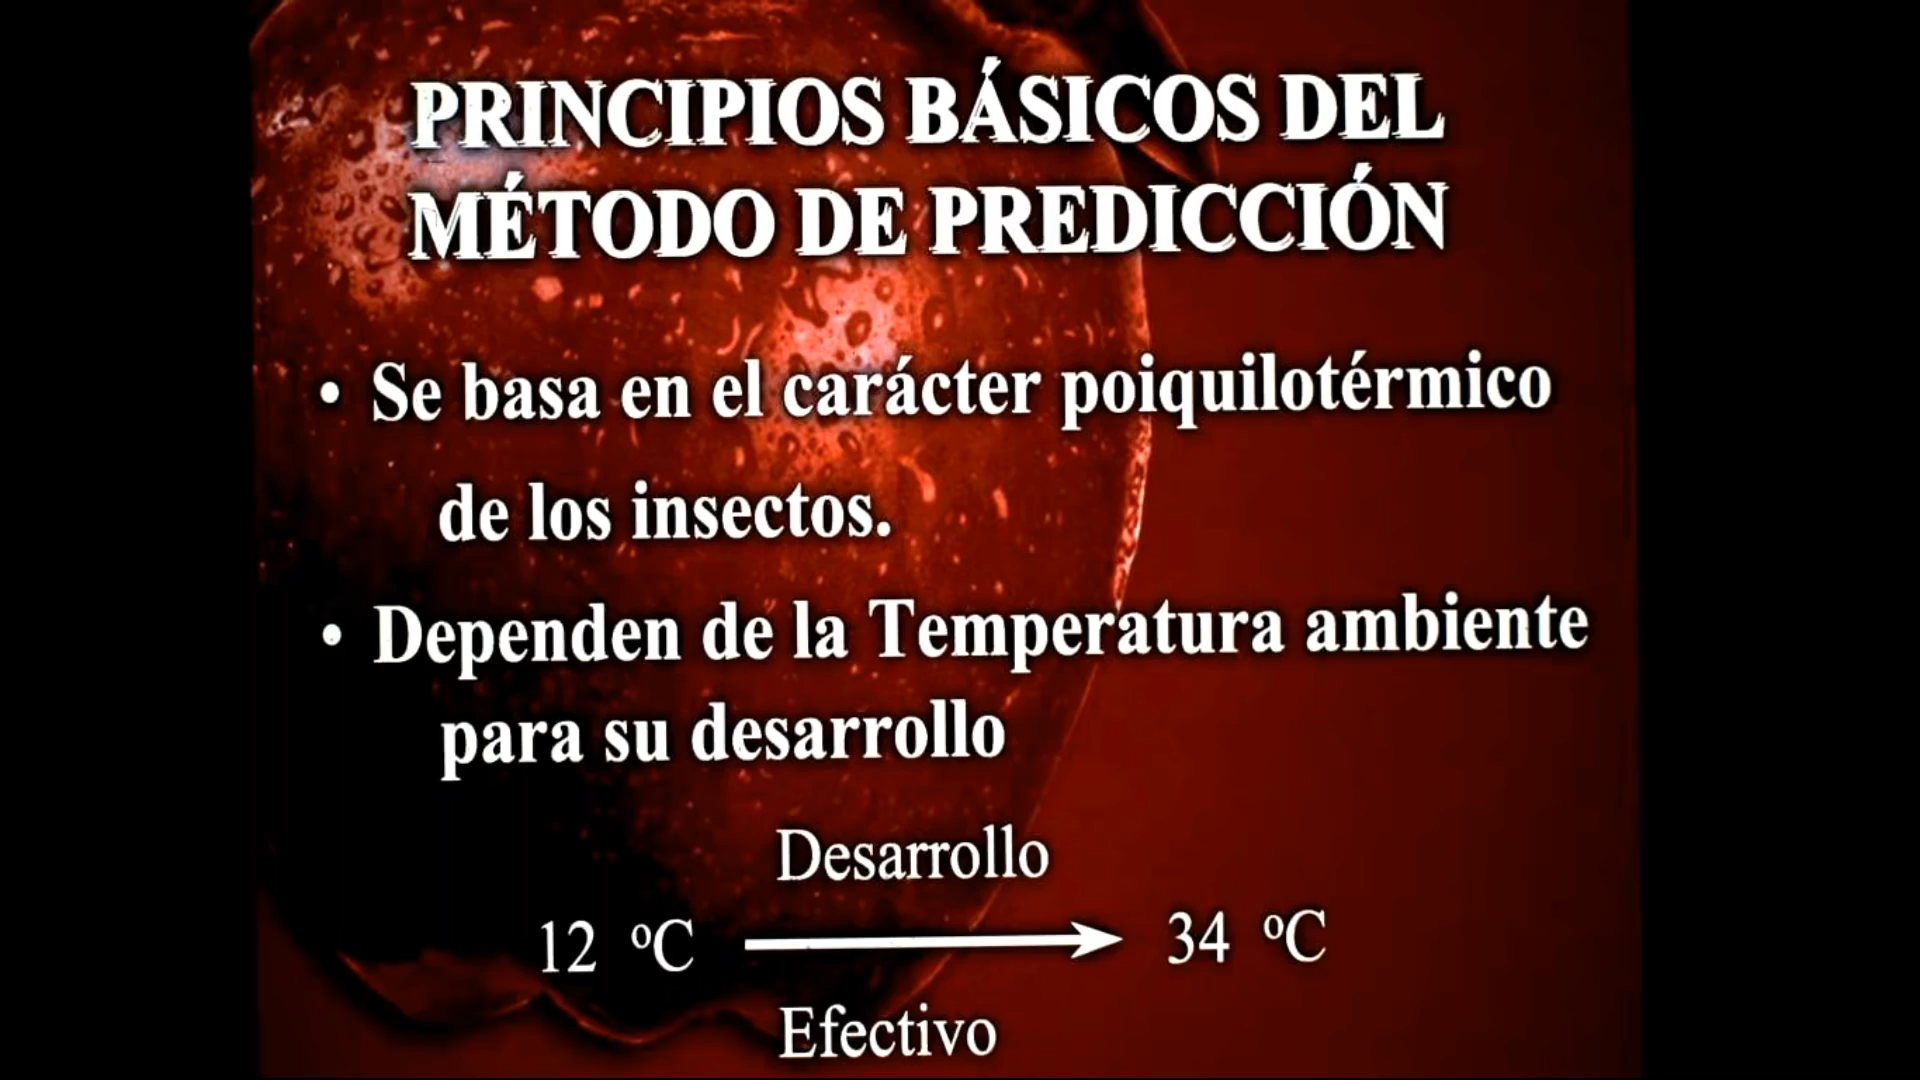 PRINCIPIOS BÁSICOS DEL
MÉTODO DE PREDICCIÓN
• Se basa en el carácter poiquilotérmico
de los insectos.
• Dependen de la Temperatura ambiente
para su desarrollo
Desarrollo
12 ºC 34 ºC
Efectivo